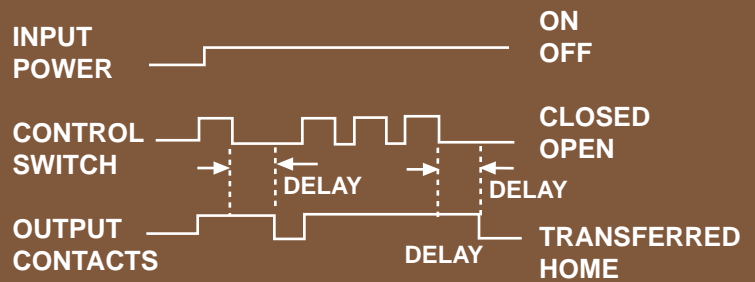 INPUT
POWER
ON
OFF
CONTROL
SWITCH
CLOSED
OPEN
DELAY
DELAY
OUTPUT
CONTACTS
DELAY
TRANSFERRED
HOME